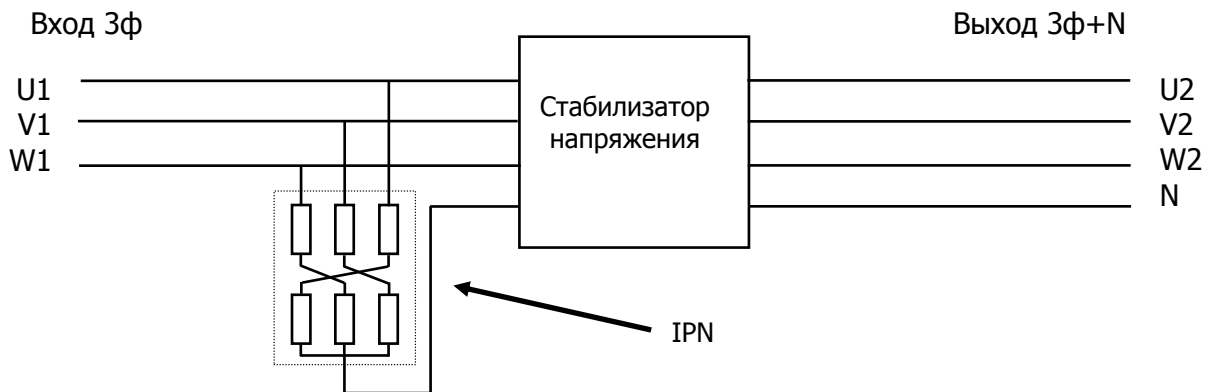 Вход 3ф
Выход 3ф+N
U1
V1
W1
Стабилизатор
напряжения
U2
V2
W2
N
IPN